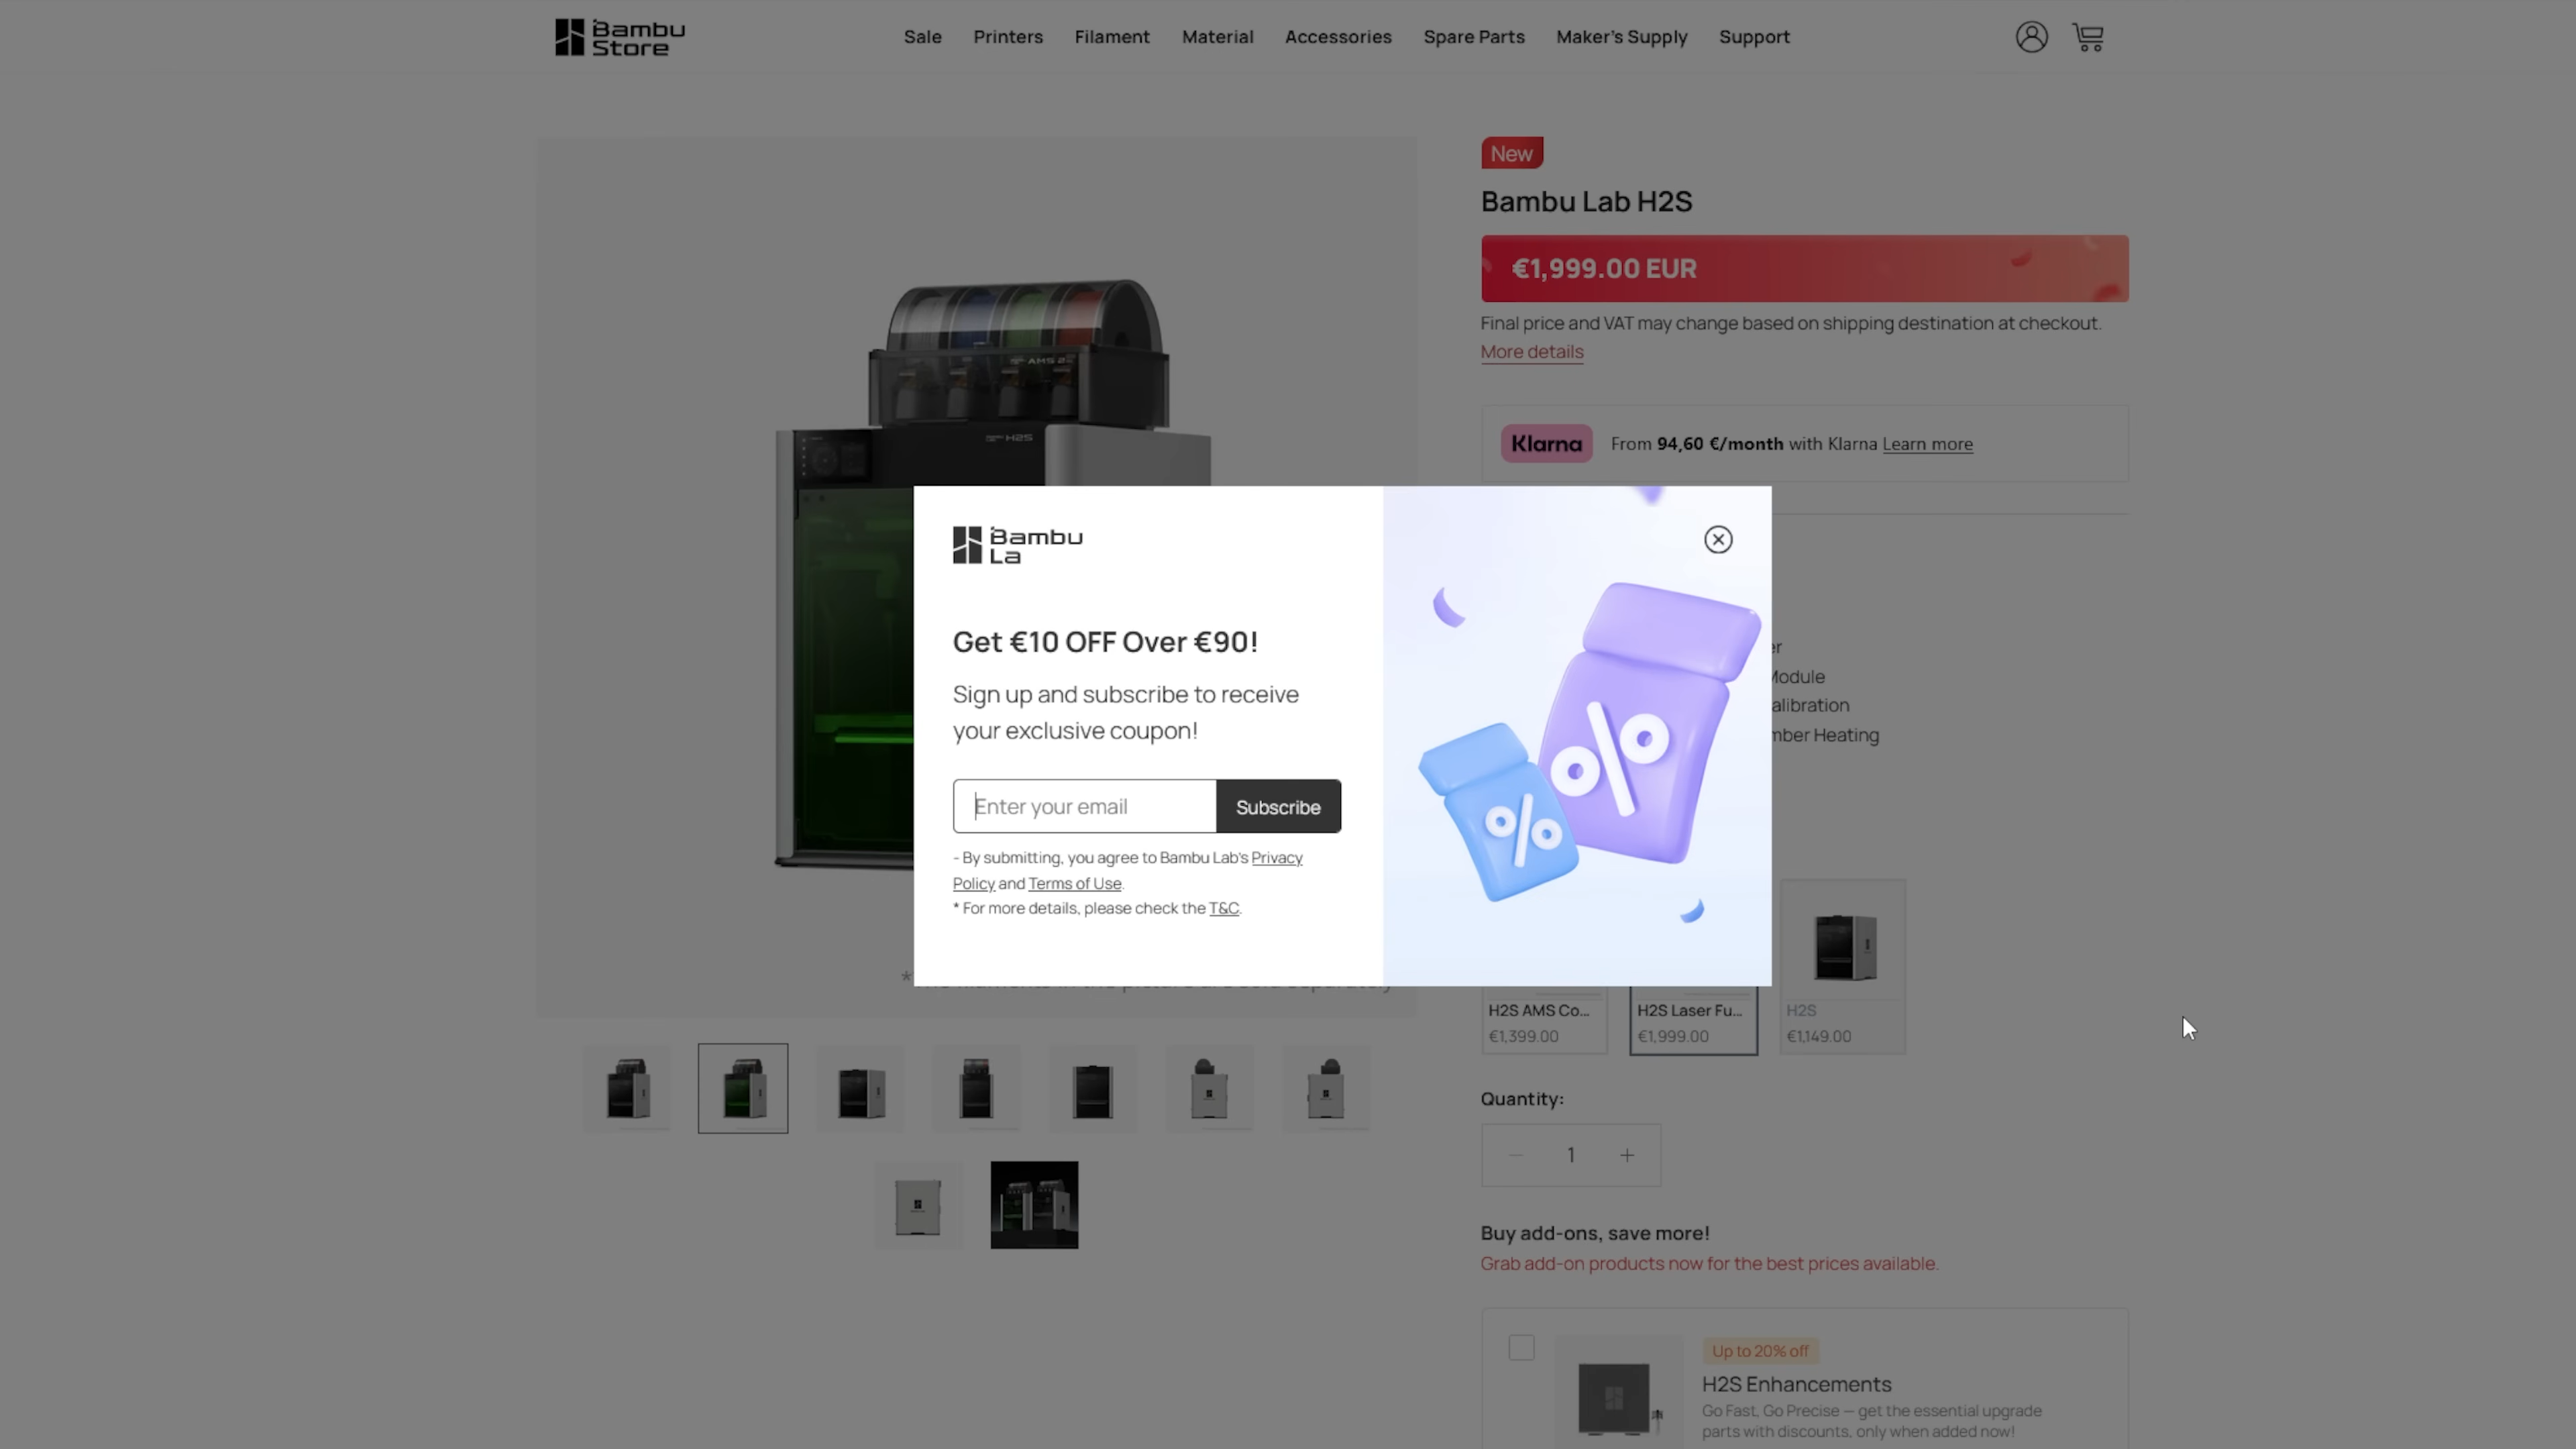 Bambu
Store
Sale
Printers
Filament
Material
Accessories
Spare Parts
Maker's Supply
Support
New
Bambu Lab H2S
€1,999.00 EUR
Final price and VAT may change based on shipping destination at checkout.
More details
Klarna
From 94,60 €/month with Klarna Learn more
AMS 2
H2S
Bambu
La
Get €10 OFF Over €90!
Sign up and subscribe to receive
your exclusive coupon!
Enter your email
Subscribe
- By submitting, you agree to Bambu Lab's Privacy
Policy and Terms of Use.
* For more details, please check the T&C.
er
Module
alibration
mber Heating
H2S AMS Co...
€1,399.00
H2S Laser Fu...
€1,999.00
H2S
€1,149.00
Quantity:
1
Buy add-ons, save more!
Grab add-on products now for the best prices available.
Up to 20% off
H2S Enhancements
Go Fast, Go Precise — get the essential upgrade
parts with discounts, only when added now!